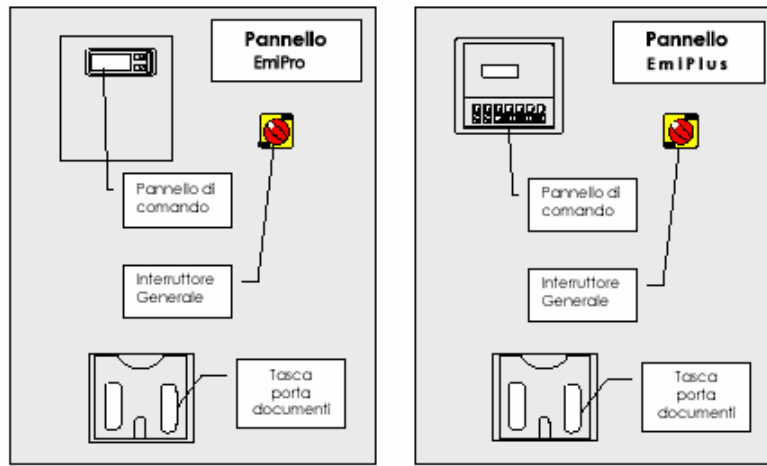 Pannello
EmiPro
Pannello di
comando
Interruttore
Generale
Tasca
porta
documenti
Pannello
EmiPlus
Pannello di
comando
Interruttore
Generale
Tasca
porta
documenti